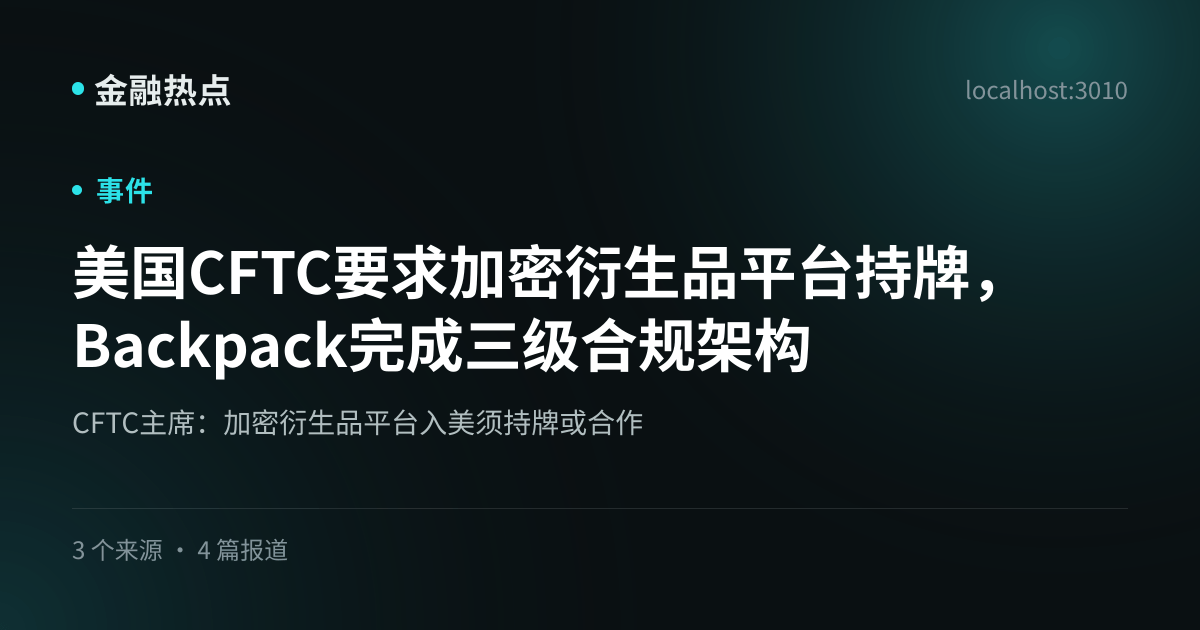 金融热点
localhost:3010
事件
美国CFTC要求加密衍生品平台持牌，
Backpack完成三级合规架构
CFTC主席：加密衍生品平台入美须持牌或合作
3 个来源 · 4 篇报道